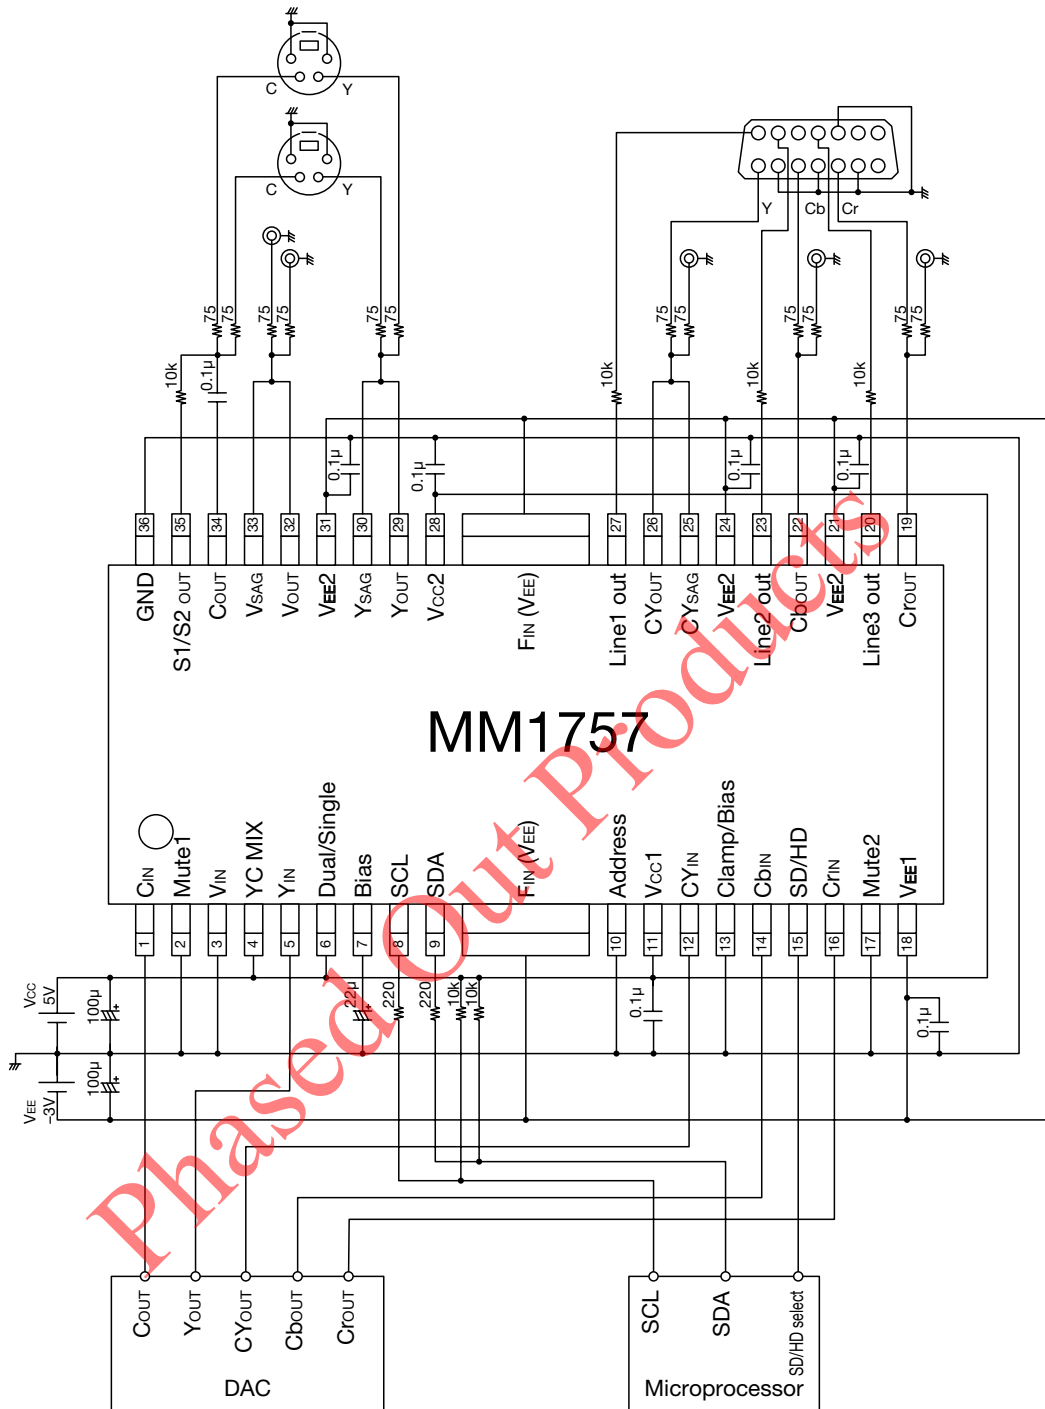 C Y
C Y
Y Cb Cr
75 75 75 75 75 75 75 75 75 75 75 75
10k 0.1μ 10k 10k 10k
0.1μ 0.1μ 0.1μ 0.1μ
36 35 34 33 32 31 30 29 28 27 26 25 24 23 22 21 20 19
GND
S1/S2 OUT
COUT
VSAG
VOUT
VEE2
YSAG
YOUT
VCC2
FIN (VEE)
Line1 out
CYOUT
CYSAG
VEE2
Line2 out
CbOUT
VEE2
Line3 out
CrOUT
MM1757
CIN
Mute1
VIN
YC MIX
YIN
Dual/Single
Bias
SCL
SDA
FIN (VEE)
Address
VCC1
CYIN
Clamp/Bias
CbIN
SD/HD
CrIN
Mute2
VEE1
1 2 3 4 5 6 7 8 9 10 11 12 13 14 15 16 17 18
VCC
5V
100μ +
22μ +
220
220
10k
10k
0.1μ
0.1μ
VEE
-3V
100μ +
COUT
YOUT
CYOUT
CbOUT
CrOUT
DAC
SCL
SDA
SD/HD select
Microprocessor
Phased Out Products